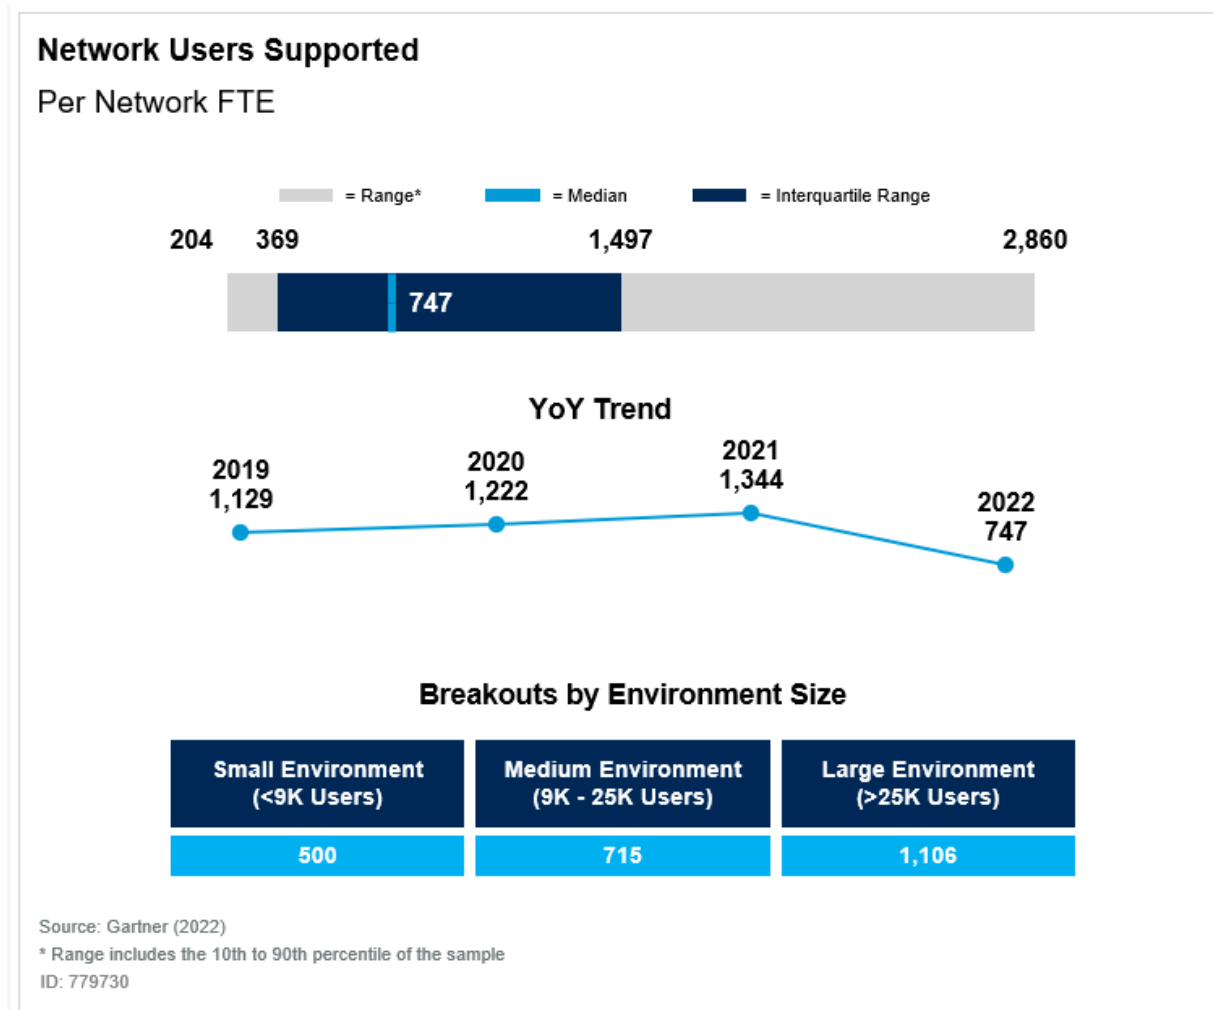 Network Users Supported
Per Network FTE
= Range* = Median = Interquartile Range
204 369 1,497 2,860
747
YoY Trend
2019
1,129
2020
1,222
2021
1,344
2022
747
Breakouts by Environment Size
Small Environment
(<9K Users)
Medium Environment
(9K - 25K Users)
Large Environment
(>25K Users)
500 715 1,106
Source: Gartner (2022)
* Range includes the 10th to 90th percentile of the sample
ID: 779730